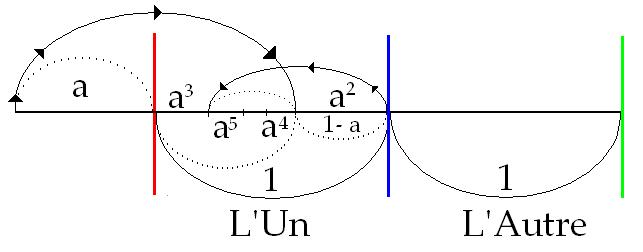 a a³ a²
a⁵ a⁴ 1- a
1 1
L'Un L'Autre